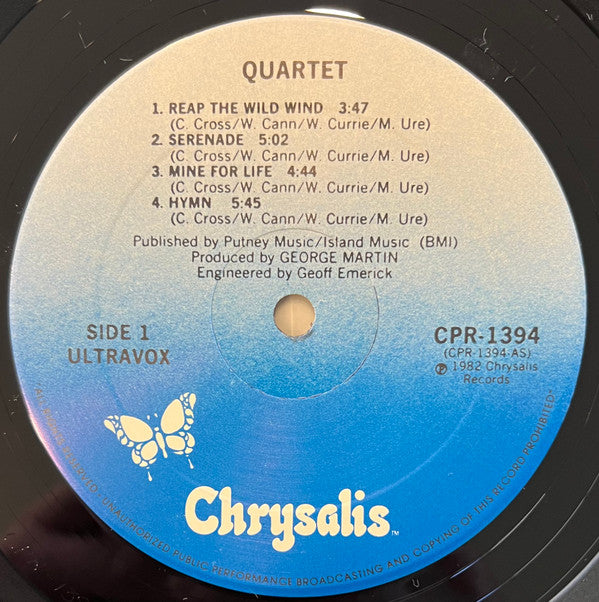 QUARTET
1. REAP THE WILD WIND 3:47
(C. Cross/W. Cann/W. Currie/M. Ure)
2. SERENADE 5:02
(C. Cross/W. Cann/W. Currie/M. Ure)
3. MINE FOR LIFE 4:44
(C. Cross/W. Cann/W. Currie/M. Ure)
4. HYMN 5:45
(C. Cross/W. Cann/W. Currie/M. Ure)
Published by Putney Music/Island Music (BMI)
Produced by GEORGE MARTIN
Engineered by Geoff Emerick
SIDE 1
ULTRAVOX
CPR-1394
(CPR-1394-AS)
℗ 1982 Chrysalis
Records
Chrysalis™
UNAUTHORIZED PUBLIC PERFORMANCE BROADCASTING AND COPYING OF THIS RECORD PROHIBITED